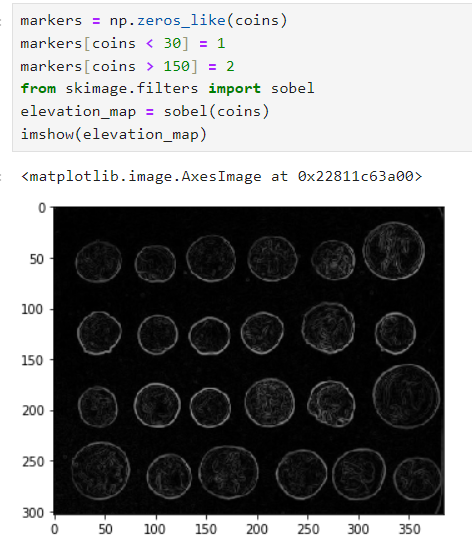 markers = np.zeros_like(coins)
markers[coins < 30] = 1
markers[coins > 150] = 2
from skimage.filters import sobel
elevation_map = sobel(coins)
imshow(elevation_map)
<matplotlib.image.AxesImage at 0x22811c63a00>
0
50
100
150
200
250
300
0 50 100 150 200 250 300 350